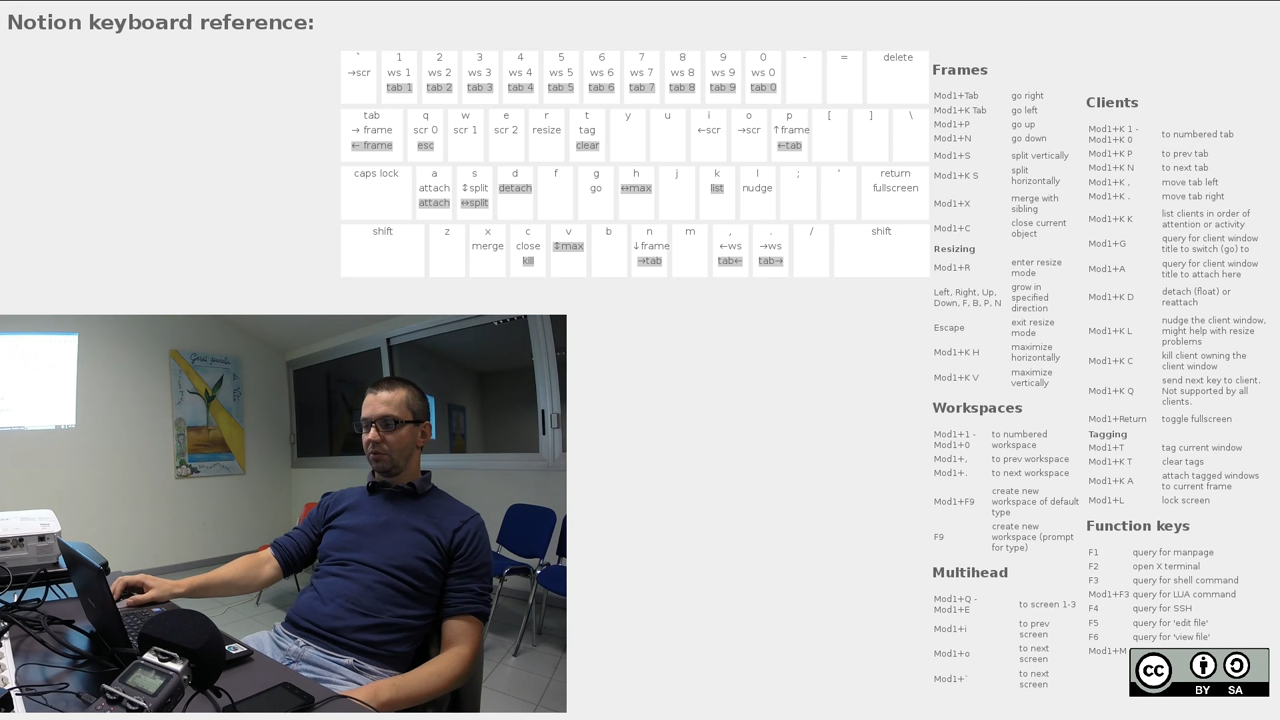 Notion keyboard reference:
` 1 2 3 4 5 6 7 8 9 0 - = delete
→scr ws 1 ws 2 ws 3 ws 4 ws 5 ws 6 ws 7 ws 8 ws 9 ws 0
tab 1 tab 2 tab 3 tab 4 tab 5 tab 6 tab 7 tab 8 tab 9 tab 0
tab q w e r t y u i o p [ ] \
→ frame scr 0 scr 1 scr 2 resize tag ←scr →scr ↑frame
← frame esc clear ←tab
caps lock a s d f g h j k l ; ' return
attach ↕split detach go ↔max list nudge fullscreen
attach ↔split
shift z x c v b n m , . / shift
merge close ↕max ↓frame ←ws →ws
kill →tab tab← tab→
Frames
Mod1+Tab go right
Mod1+K Tab go left
Mod1+P go up
Mod1+N go down
Mod1+S split vertically
Mod1+K S split
horizontally
Mod1+X merge with
sibling
Mod1+C close current
object
Resizing
Mod1+R enter resize
mode
Left, Right, Up,
Down, F, B, P, N
grow in
specified
direction
Escape exit resize
mode
Mod1+K H maximize
horizontally
Mod1+K V maximize
vertically
Workspaces
Mod1+1 -
Mod1+0
to numbered
workspace
Mod1+, to prev workspace
Mod1+. to next workspace
Mod1+F9 create new
workspace of default
type
F9 create new
workspace (prompt
for type)
Multihead
Mod1+Q -
Mod1+E
to screen 1-3
Mod1+i to prev
screen
Mod1+o to next
screen
Mod1+` to next
screen
Clients
Mod1+K 1 -
Mod1+K 0
to numbered tab
Mod1+K P to prev tab
Mod1+K N to next tab
Mod1+K , move tab left
Mod1+K . move tab right
Mod1+K K list clients in order of
attention or activity
Mod1+G query for client window
title to switch (go) to
Mod1+A query for client window
title to attach here
Mod1+K D detach (float) or
reattach
Mod1+K L nudge the client window,
might help with resize
problems
Mod1+K C kill client owning the
client window
Mod1+K Q send next key to client.
Not supported by all
clients.
Mod1+Return toggle fullscreen
Tagging
Mod1+T tag current window
Mod1+K T clear tags
Mod1+K A attach tagged windows
to current frame
Mod1+L lock screen
Function keys
F1 query for manpage
F2 open X terminal
F3 query for shell command
Mod1+F3 query for LUA command
F4 query for SSH
F5 query for 'edit file'
F6 query for 'view file'
Mod1+M
cc
BY SA